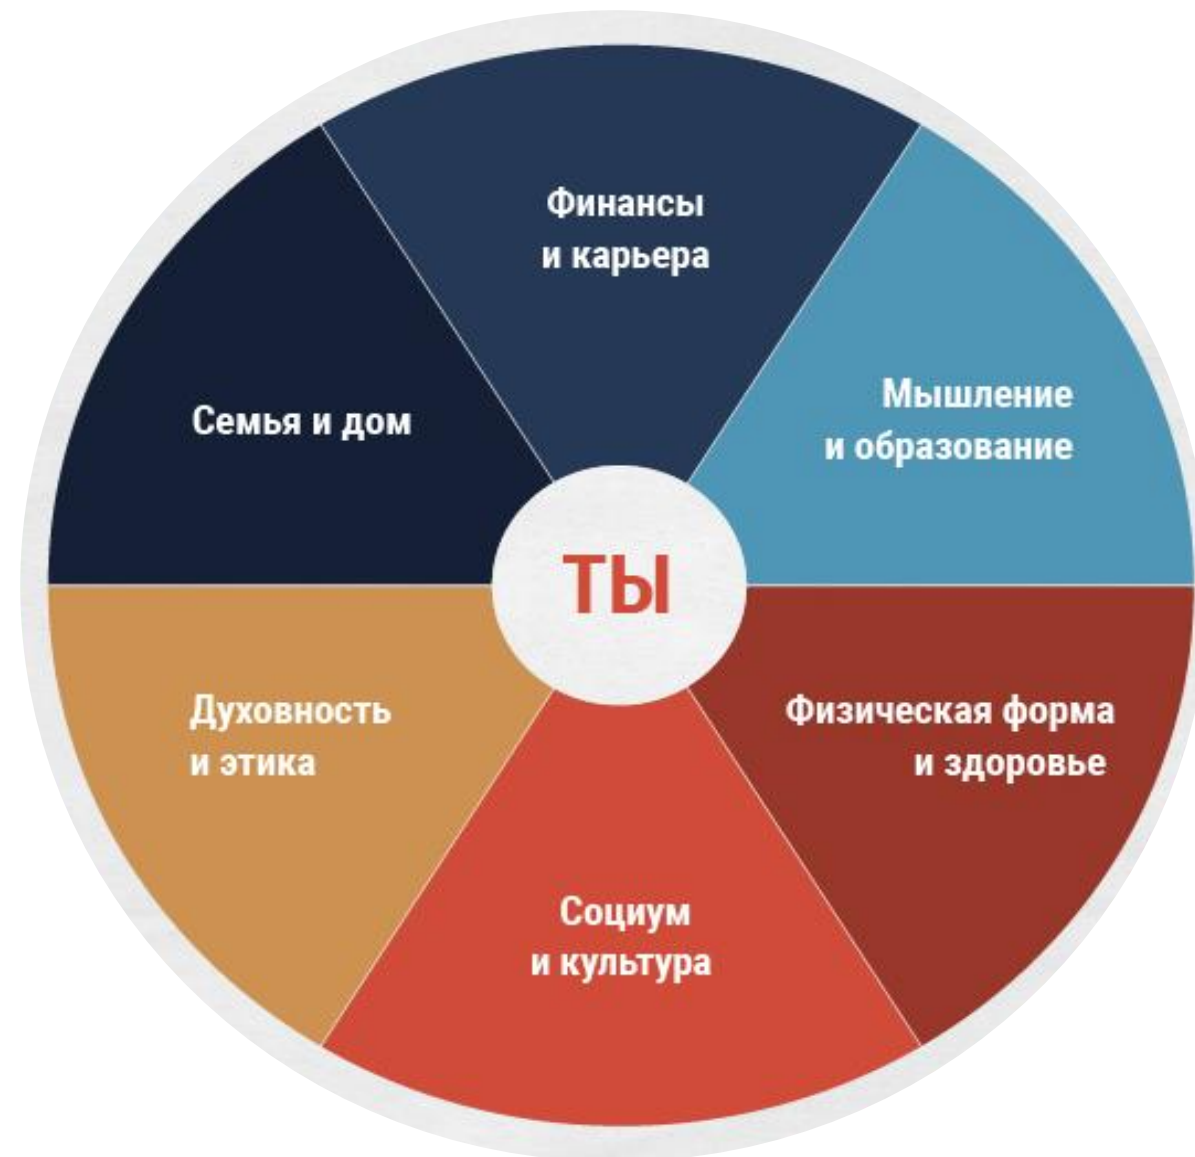 Финансы
и карьера
Мышление
и образование
Семья и дом
ТЫ
Духовность
и этика
Физическая форма
и здоровье
Социум
и культура